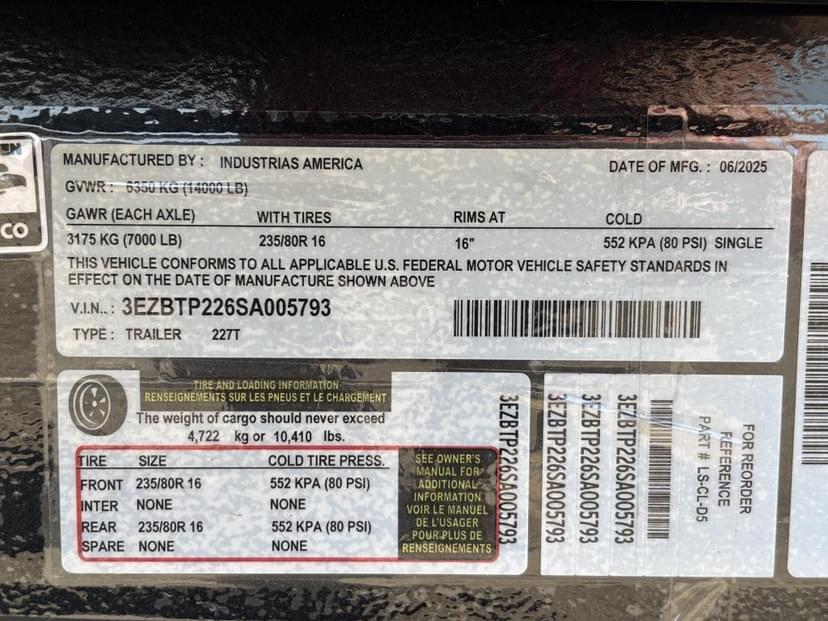 EN
CO
MANUFACTURED BY : INDUSTRIAS AMERICA DATE OF MFG. : 06/2025
GVWR : 6350 KG (14000 LB)
GAWR (EACH AXLE) WITH TIRES RIMS AT COLD
3175 KG (7000 LB) 235/80R 16 16" 552 KPA (80 PSI) SINGLE
THIS VEHICLE CONFORMS TO ALL APPLICABLE U.S. FEDERAL MOTOR VEHICLE SAFETY STANDARDS IN
EFFECT ON THE DATE OF MANUFACTURE SHOWN ABOVE
V.I.N.. : 3EZBTP226SA005793
TYPE : TRAILER 227T
TIRE AND LOADING INFORMATION
RENSEIGNEMENTS SUR LES PNEUS ET LE CHARGEMENT
The weight of cargo should never exceed
4,722 kg or 10,410 lbs.
TIRE SIZE COLD TIRE PRESS.
FRONT 235/80R 16 552 KPA (80 PSI)
INTER NONE NONE
REAR 235/80R 16 552 KPA (80 PSI)
SPARE NONE NONE
SEE OWNER'S
MANUAL FOR
ADDITIONAL
INFORMATION
VOIR LE MANUEL
DE L'USAGER
POUR PLUS DE
RENSEIGNEMENTS
3EZBTP226SA005793
3EZBTP226SA005793
3EZBTP226SA005793
3EZBTP226SA005793
FOR REORDER
REFERENCE
PART # LS-CL-D5